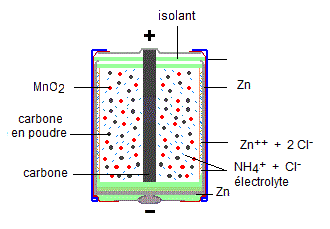 isolant
+
MnO2
Zn
carbone
en poudre
Zn++ + 2 Cl-
NH4+ + Cl-
électrolyte
carbone
Zn
-